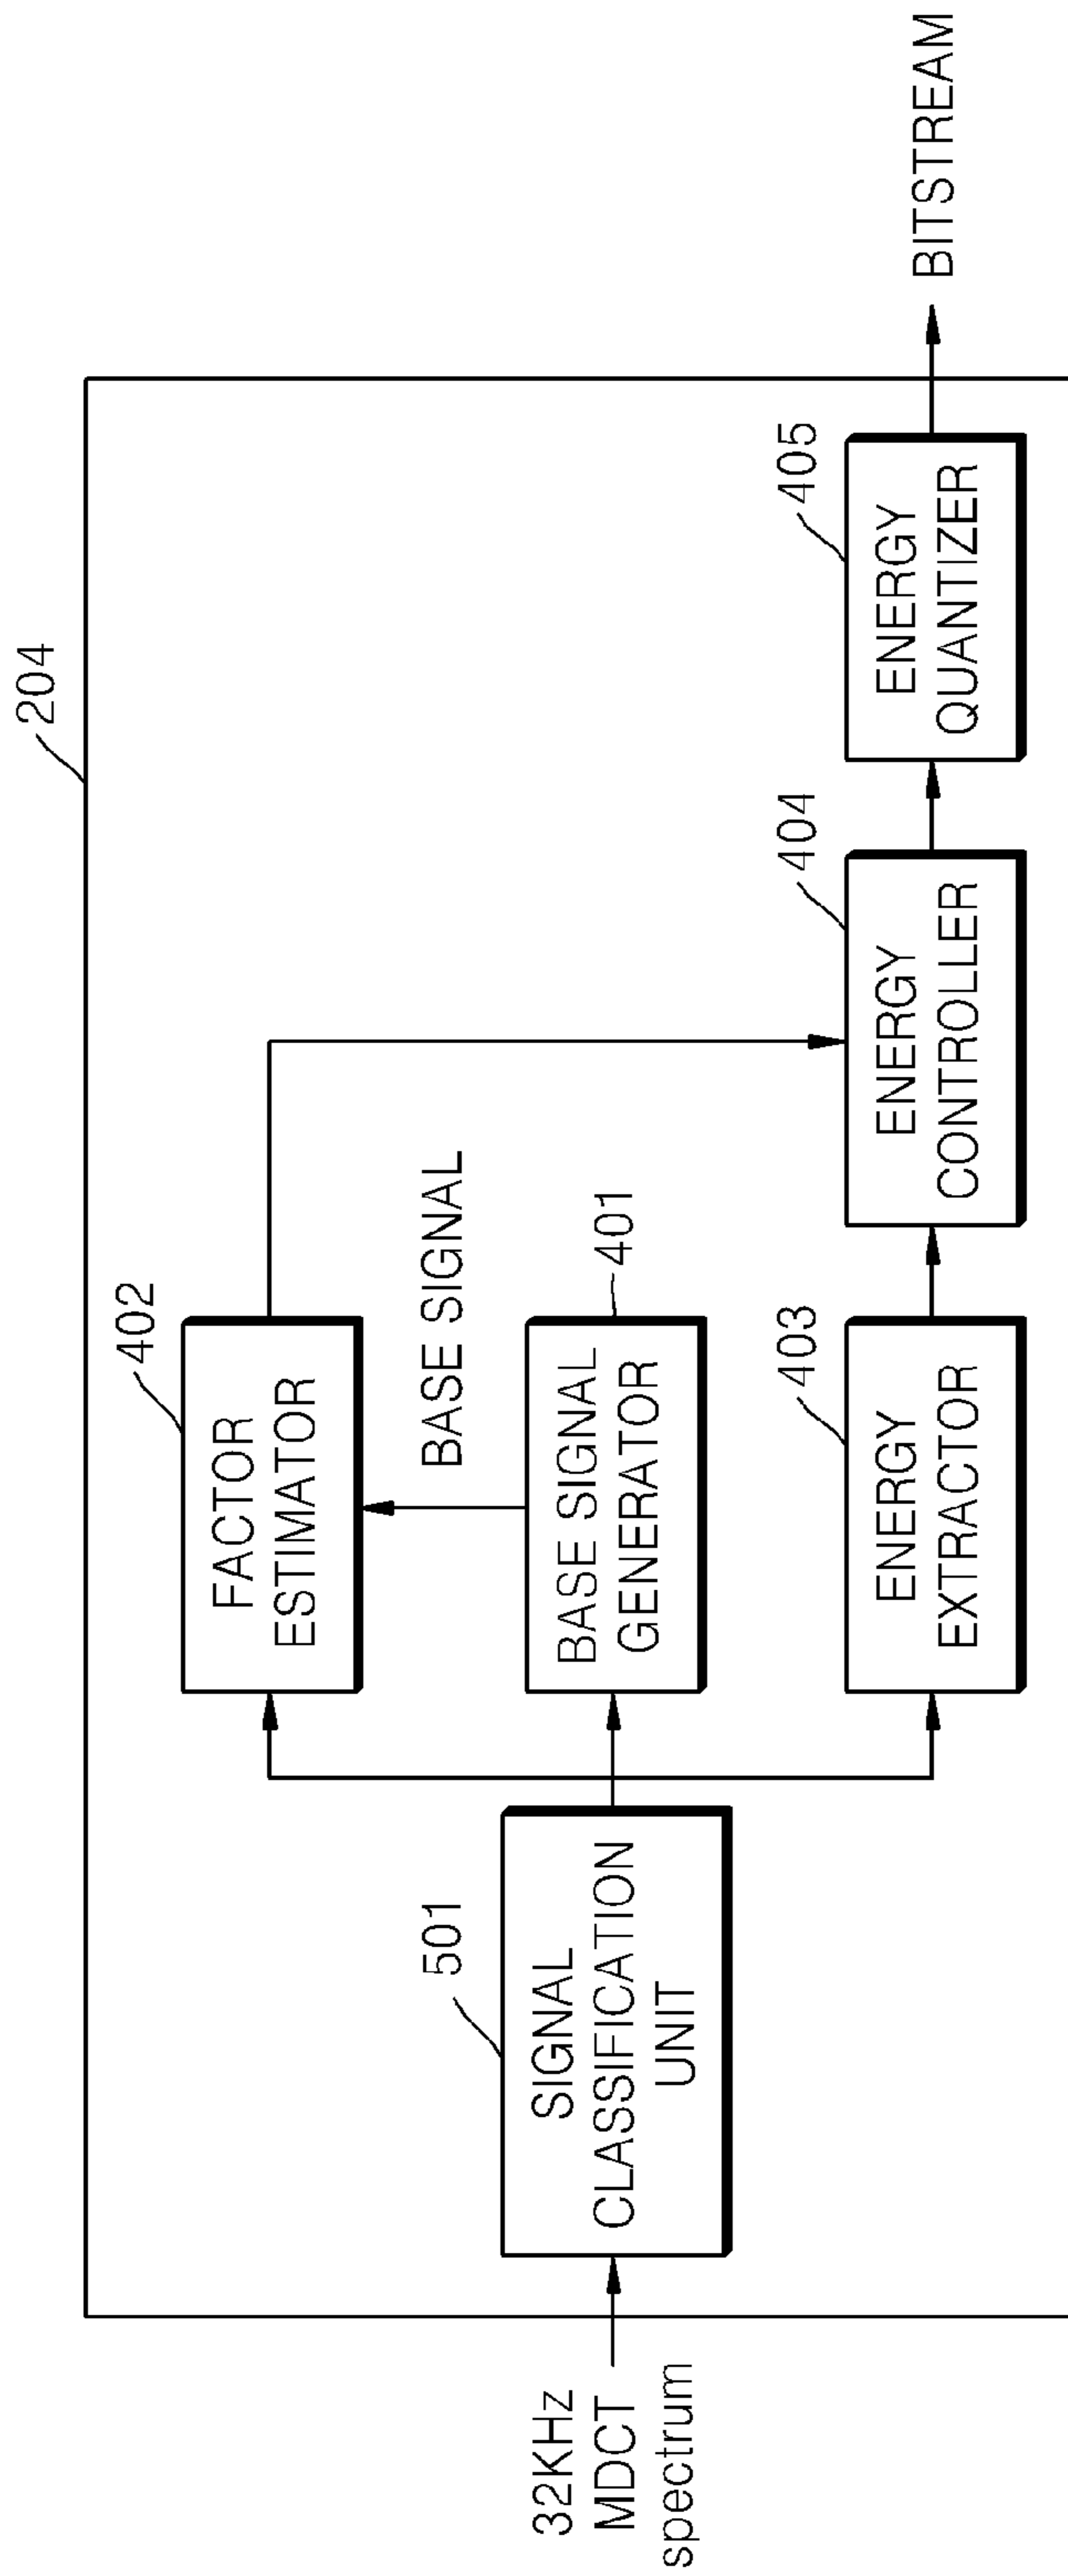 204
32KHz
MDCT
spectrum
501
SIGNAL
CLASSIFICATION
UNIT
402
FACTOR
ESTIMATOR
BASE SIGNAL
401
BASE SIGNAL
GENERATOR
403
ENERGY
EXTRACTOR
404
ENERGY
CONTROLLER
405
ENERGY
QUANTIZER
BITSTREAM